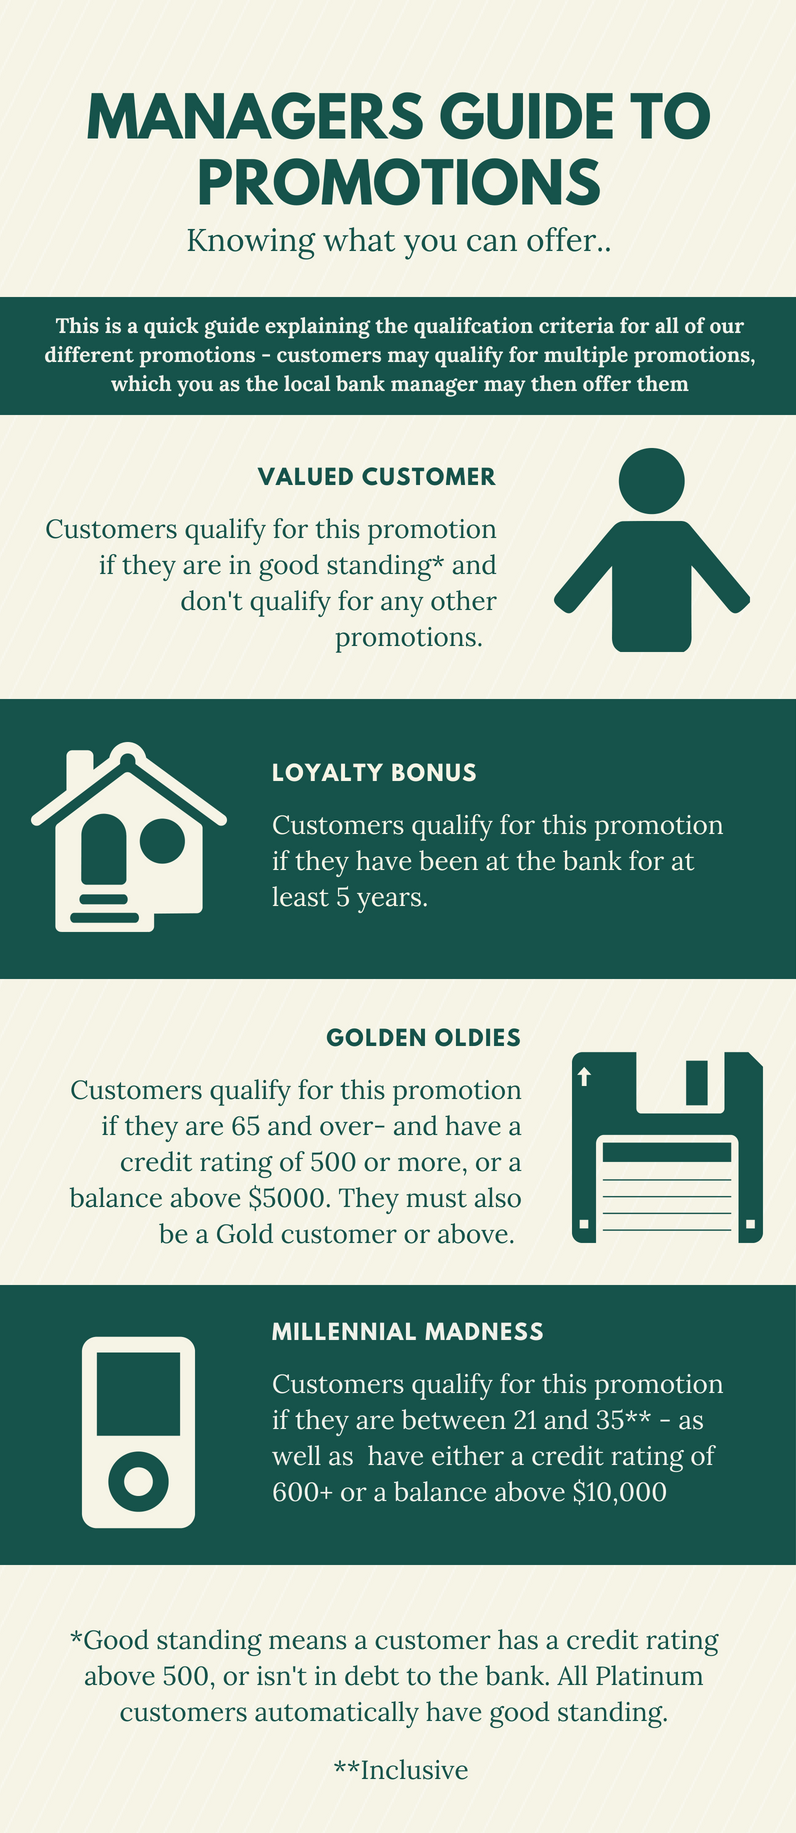 MANAGERS GUIDE TO
PROMOTIONS
Knowing what you can offer..
This is a quick guide explaining the qualifcation criteria for all of our
different promotions - customers may qualify for multiple promotions,
which you as the local bank manager may then offer them
VALUED CUSTOMER
Customers qualify for this promotion
if they are in good standing* and
don't qualify for any other
promotions.
LOYALTY BONUS
Customers qualify for this promotion
if they have been at the bank for at
least 5 years.
GOLDEN OLDIES
Customers qualify for this promotion
if they are 65 and over- and have a
credit rating of 500 or more, or a
balance above $5000. They must also
be a Gold customer or above.
MILLENNIAL MADNESS
Customers qualify for this promotion
if they are between 21 and 35** - as
well as  have either a credit rating of
600+ or a balance above $10,000
*Good standing means a customer has a credit rating
above 500, or isn't in debt to the bank. All Platinum
customers automatically have good standing.
**Inclusive